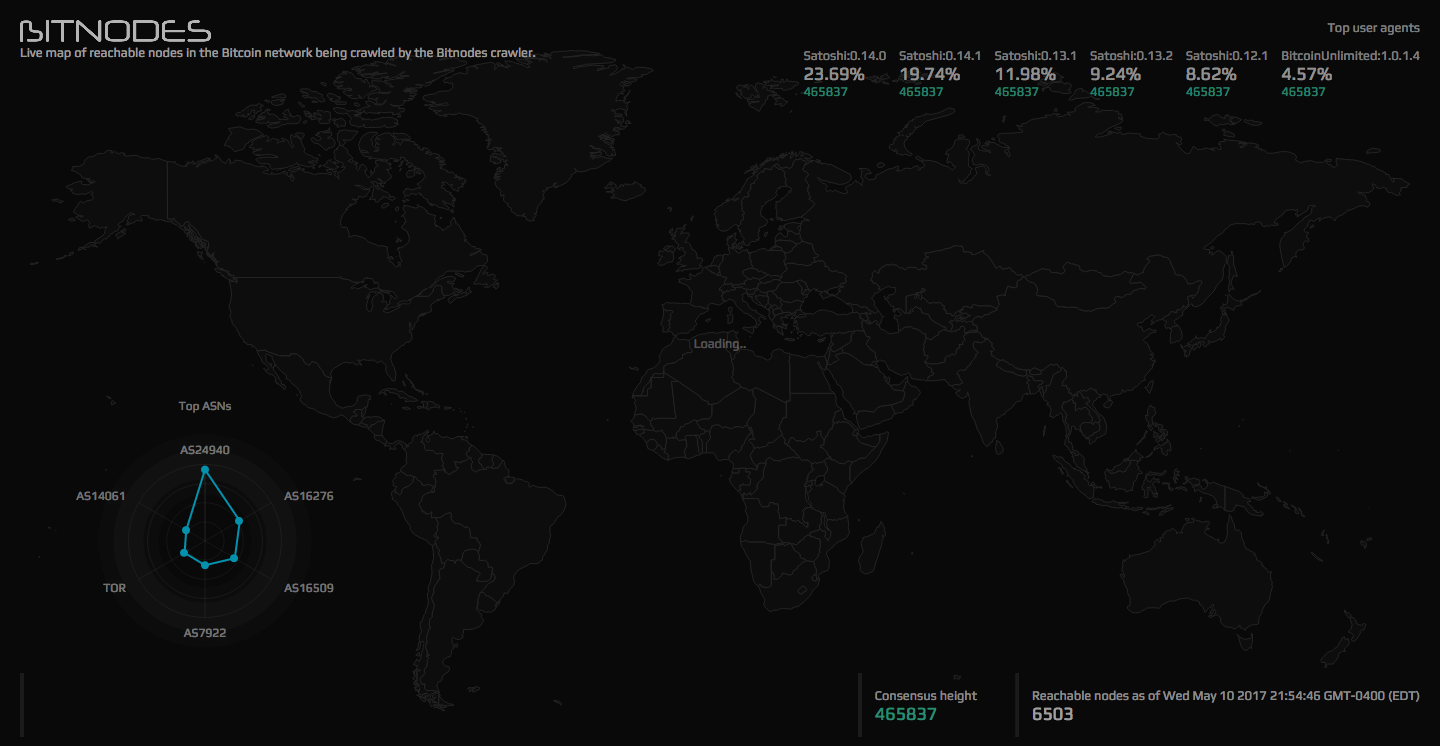 BITNODES
Live map of reachable nodes in the Bitcoin network being crawled by the Bitnodes crawler.
Top user agents
Satoshi:0.14.0 Satoshi:0.14.1 Satoshi:0.13.1 Satoshi:0.13.2 Satoshi:0.12.1 BitcoinUnlimited:1.0.1.4
23.69% 19.74% 11.98% 9.24% 8.62% 4.57%
465837 465837 465837 465837 465837 465837
Loading..
Top ASNs
AS24940
AS14061 AS16276
TOR AS16509
AS7922
Consensus height
465837
Reachable nodes as of Wed May 10 2017 21:54:46 GMT-0400 (EDT)
6503